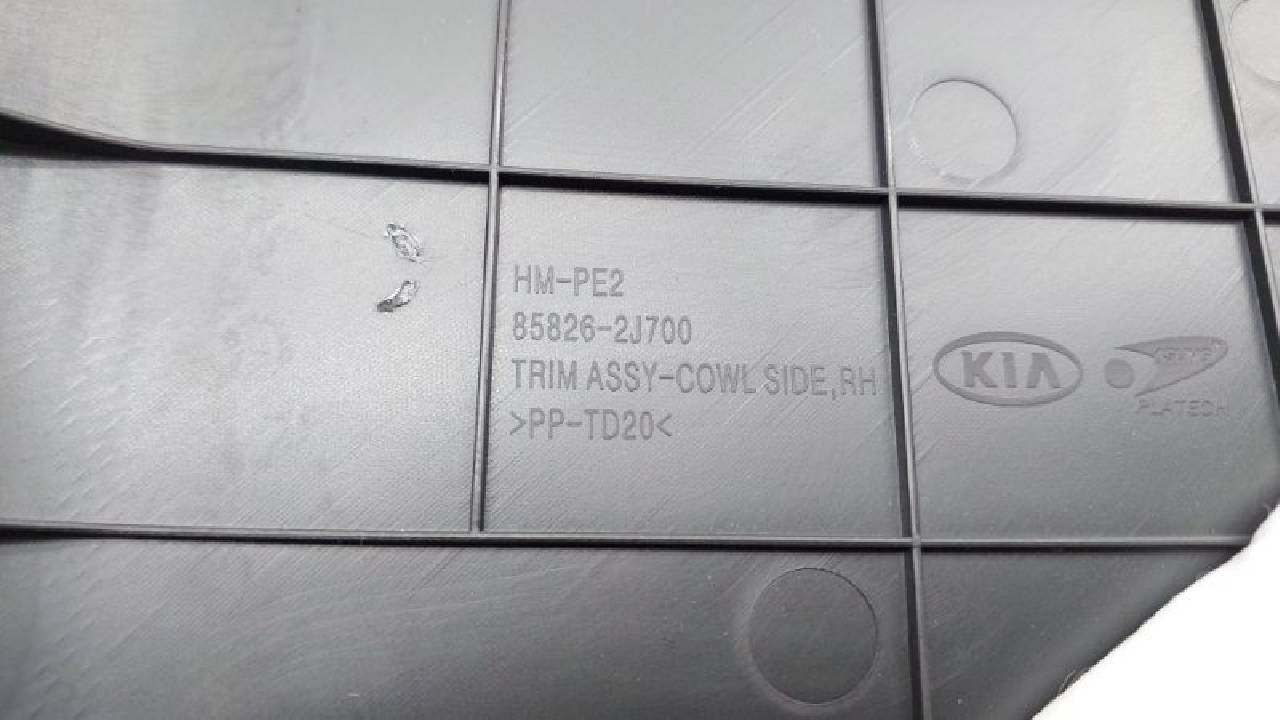 HM-PE2
85826-2J700
TRIM ASSY-COWL SIDE,RH
>PP-TD20<
KIA
PLATECH